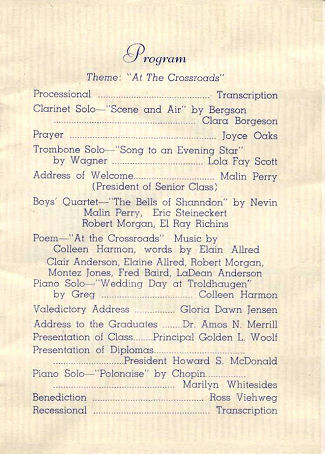 Program
Theme: "At The Crossroads"
Processional ........................... Transcription
Clarinet Solo—"Scene and Air" by Bergson
........................................ Clara Borgeson
Prayer ........................................ Joyce Oaks
Trombone Solo—"Song to an Evening Star"
by Wagner ........................... Lola Fay Scott
Address of Welcome ...................... Malin Perry
(President of Senior Class)
Boys' Quartet—"The Bells of Shanndon" by Nevin
Malin Perry, Eric Steineckert
Robert Morgan, El Ray Richins
Poem—"At the Crossroads" Music by
Colleen Harmon, words by Elain Allred
Clair Anderson, Elaine Allred, Robert Morgan,
Montez Jones, Fred Baird, LaDean Anderson
Piano Solo—"Wedding Day at Troldhaugen"
by Greg ........................... Colleen Harmon
Valedictory Address ............ Gloria Dawn Jensen
Address to the Graduates .....Dr. Amos N. Merrill
Presentation of Class......Principal Golden L. Woolf
Presentation of Diplomas...........................
.....................President Howard S. McDonald
Piano Solo—"Polonaise" by Chopin..............
........................................ Marilyn Whitesides
Benediction ................................ Ross Viehweg
Recessional ........................... Transcription